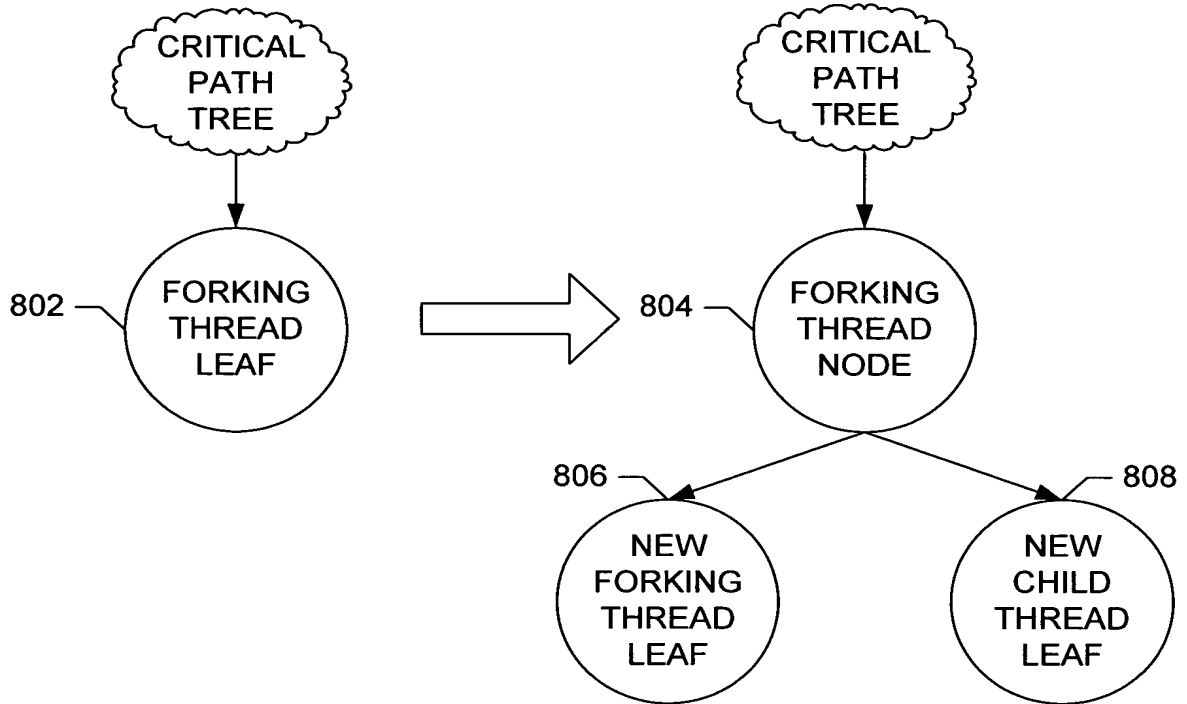 CRITICAL
PATH
TREE
802
FORKING
THREAD
LEAF
CRITICAL
PATH
TREE
804
FORKING
THREAD
NODE
806
NEW
FORKING
THREAD
LEAF
808
NEW
CHILD
THREAD
LEAF